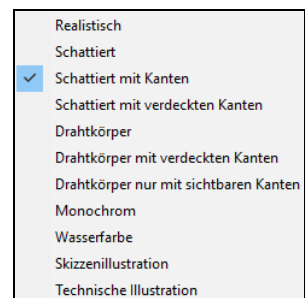 Realistisch
Schattiert
Schattiert mit Kanten
Schattiert mit verdeckten Kanten
Drahtkörper
Drahtkörper mit verdeckten Kanten
Drahtkörper nur mit sichtbaren Kanten
Monochrom
Wasserfarbe
Skizzenillustration
Technische Illustration